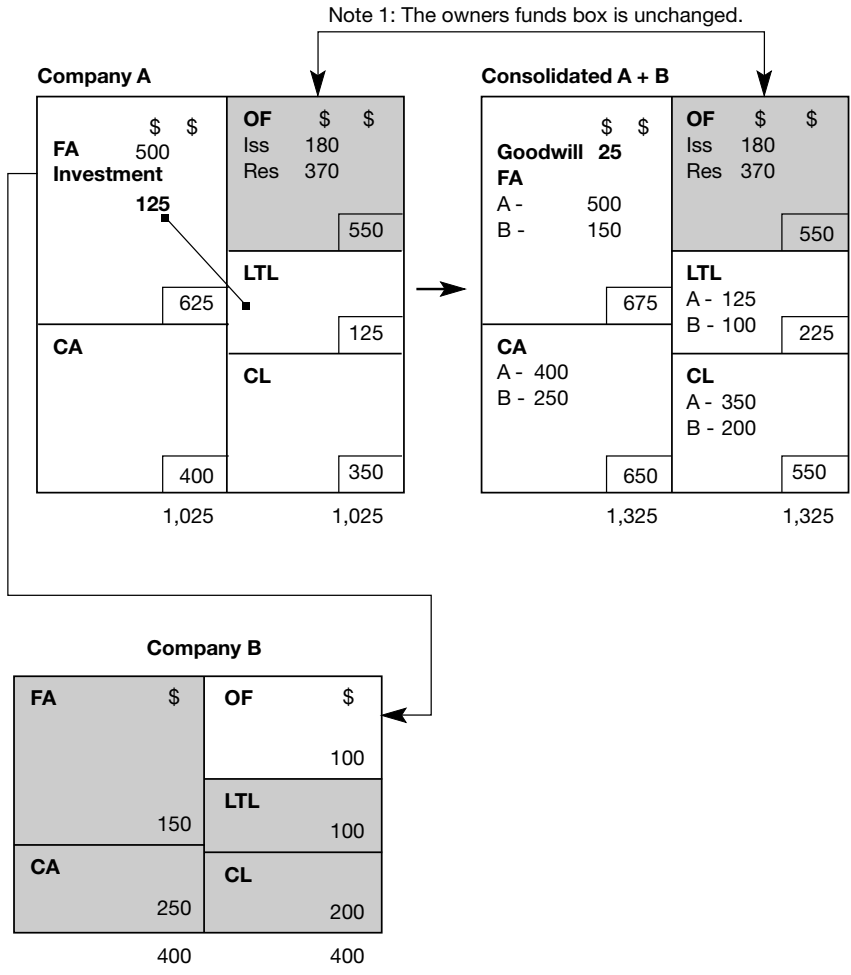 Note 1: The owners funds box is unchanged.
Company A
$ $
FA 500
Investment
125
625
CA
400
OF $ $
Iss 180
Res 370
550
LTL
125
CL
350
1,025 1,025
Consolidated A + B
$ $
Goodwill 25
FA
A - 500
B - 150
675
CA
A - 400
B - 250
650
OF $ $
Iss 180
Res 370
550
LTL
A - 125
B - 100
225
CL
A - 350
B - 200
550
1,325 1,325
Company B
FA $
150
CA
250
OF $
100
LTL
100
CL
200
400 400